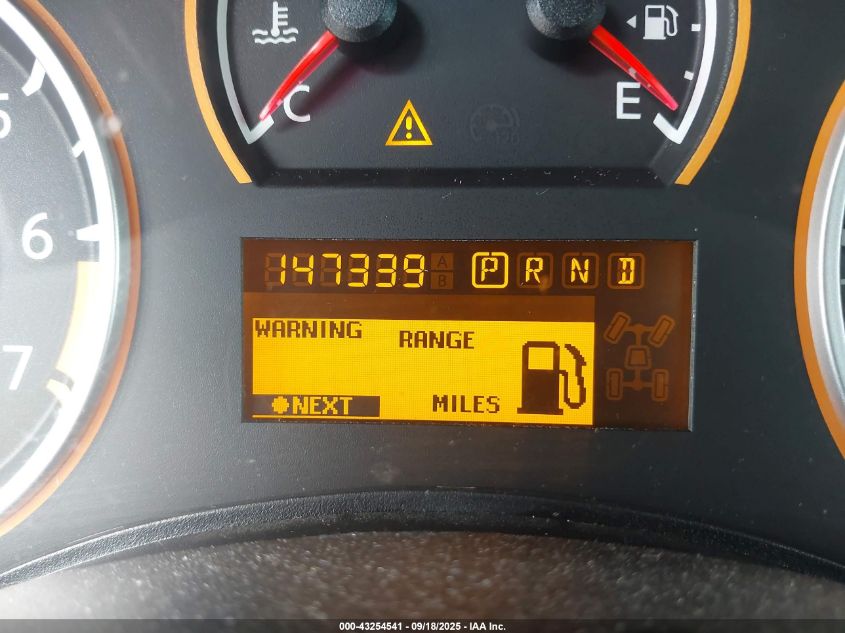 C
E
5
6
7
147339 A B P R N D
WARNING
RANGE
NEXT
MILES
000-43254541 - 09/18/2025 - IAA Inc.